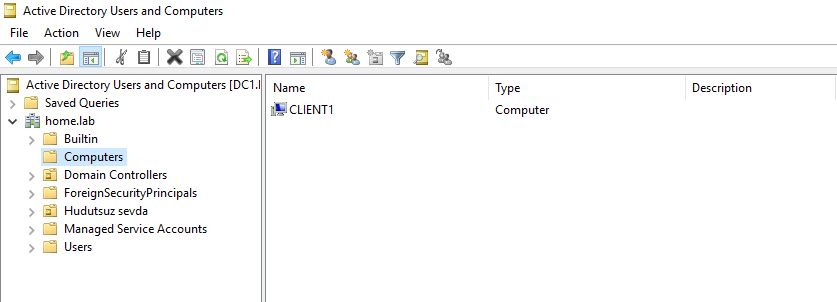 Active Directory Users and Computers
File Action View Help
Active Directory Users and Computers [DC1.
Name Type Description
Saved Queries
CLIENT1 Computer
home.lab
Builtin
Computers
Domain Controllers
ForeignSecurityPrincipals
Hudutsuz sevda
Managed Service Accounts
Users